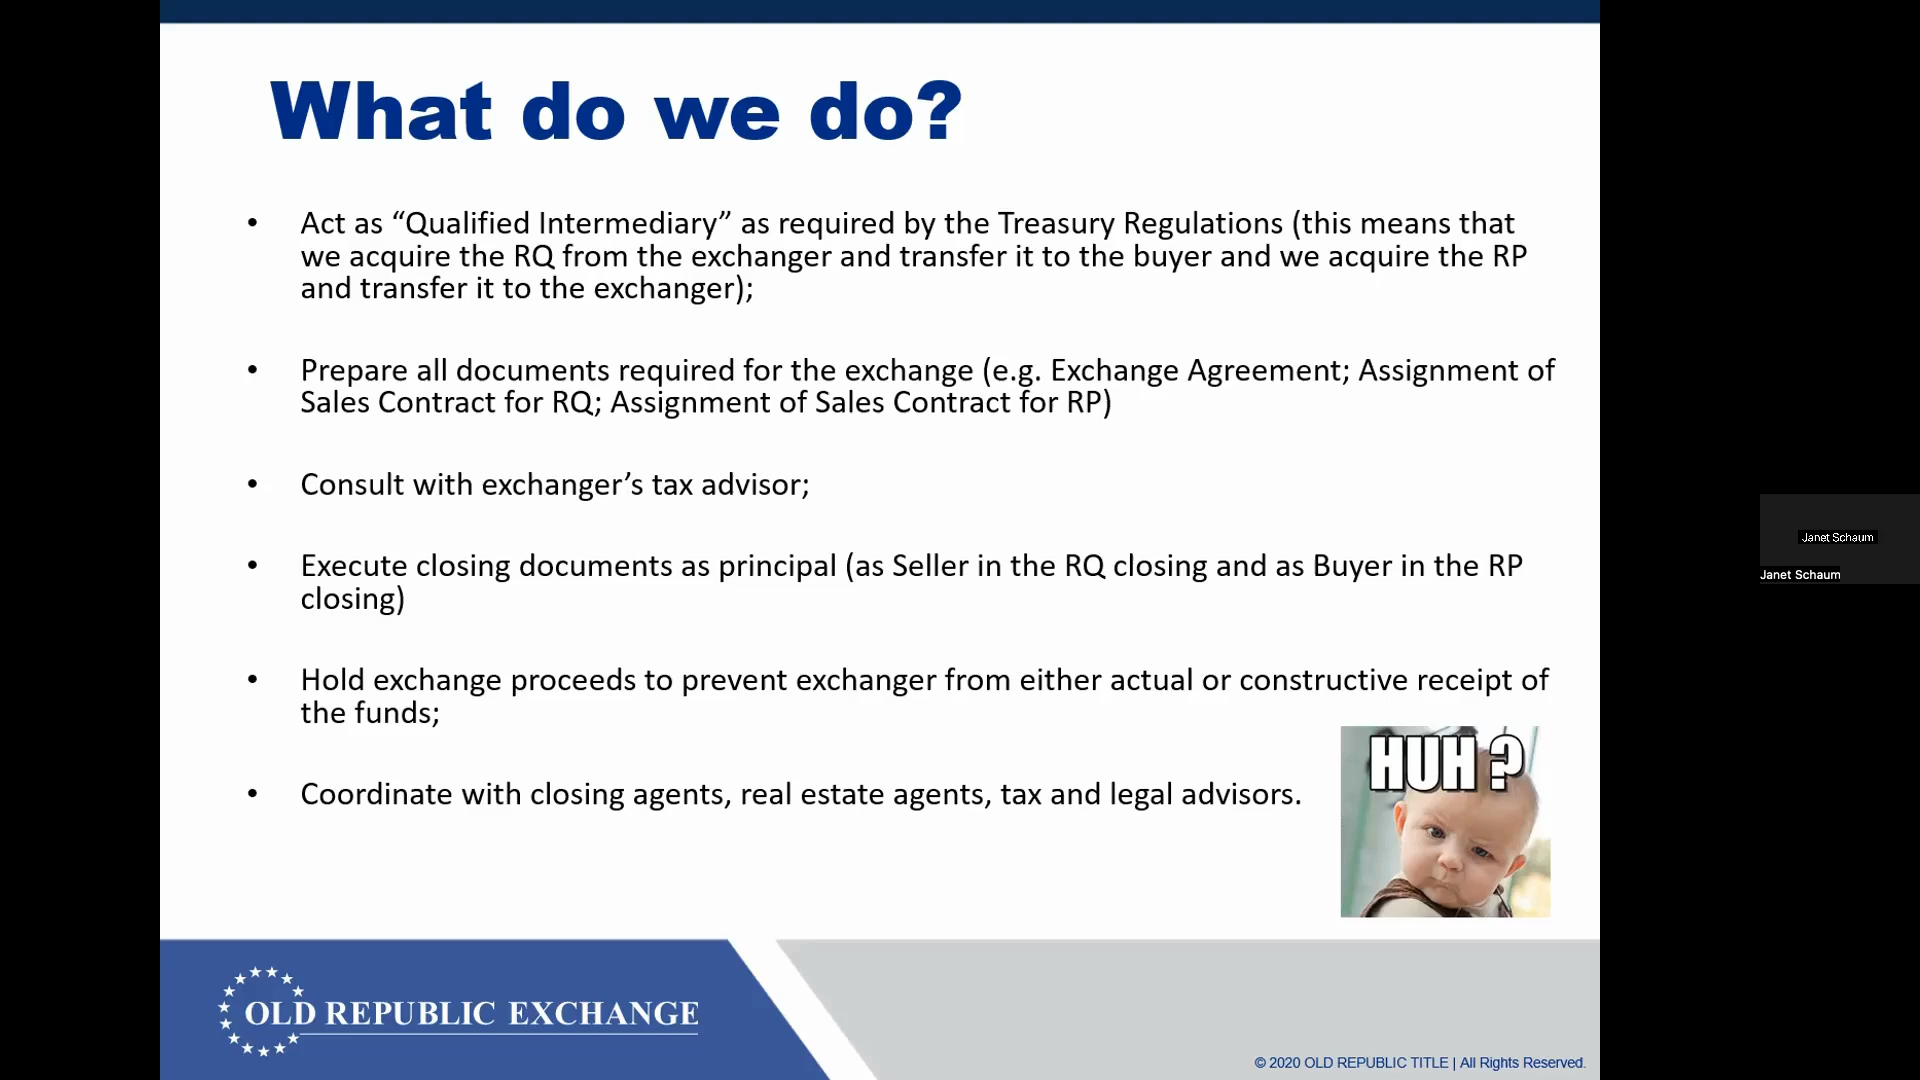 What do we do?
• Act as “Qualified Intermediary” as required by the Treasury Regulations (this means that
we acquire the RQ from the exchanger and transfer it to the buyer and we acquire the RP
and transfer it to the exchanger);
• Prepare all documents required for the exchange (e.g. Exchange Agreement; Assignment of
Sales Contract for RQ; Assignment of Sales Contract for RP)
• Consult with exchanger’s tax advisor;
• Execute closing documents as principal (as Seller in the RQ closing and as Buyer in the RP
closing)
• Hold exchange proceeds to prevent exchanger from either actual or constructive receipt of
the funds;
• Coordinate with closing agents, real estate agents, tax and legal advisors.
HUH ?
OLD REPUBLIC EXCHANGE
© 2020 OLD REPUBLIC TITLE | All Rights Reserved.
Janet Schaum
Janet Schaum